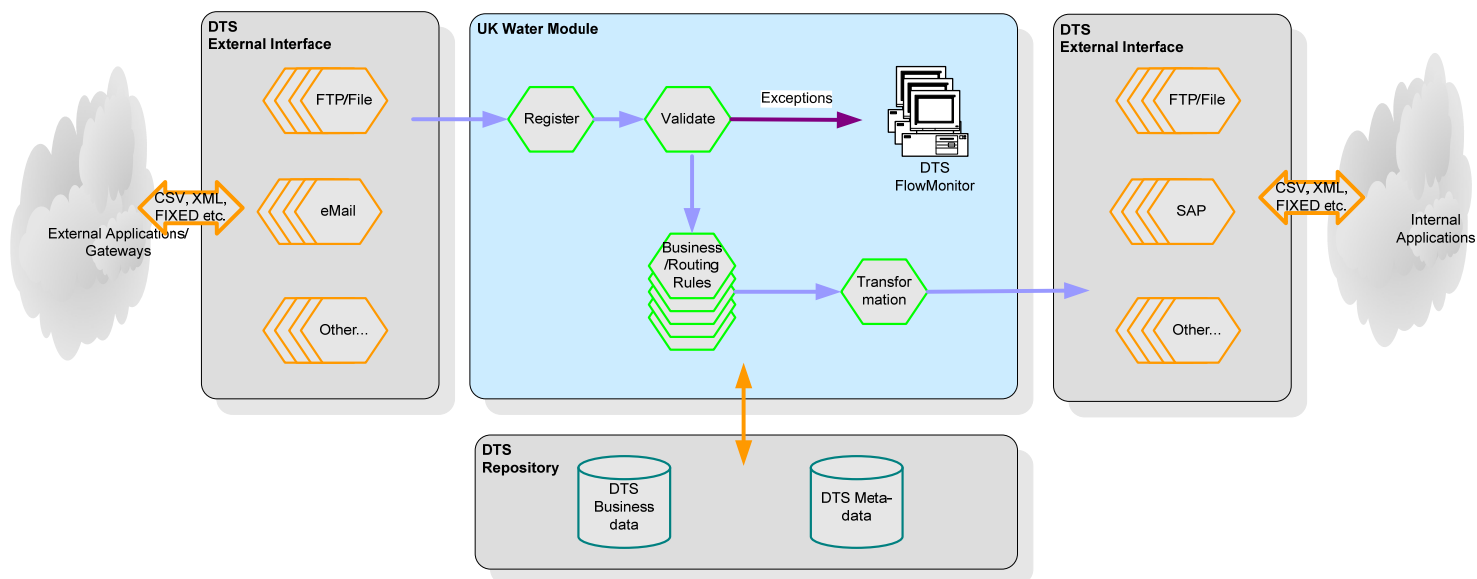 DTS
External Interface
FTP/File
eMail
Other...
CSV, XML,
FIXED etc.
External Applications/
Gateways
UK Water Module
Register
Validate
Exceptions
DTS
FlowMonitor
Business
/Routing
Rules
Transfor
mation
DTS
External Interface
FTP/File
SAP
Other...
CSV, XML,
FIXED etc.
Internal
Applications
DTS
Repository
DTS
Business
data
DTS Meta-
data